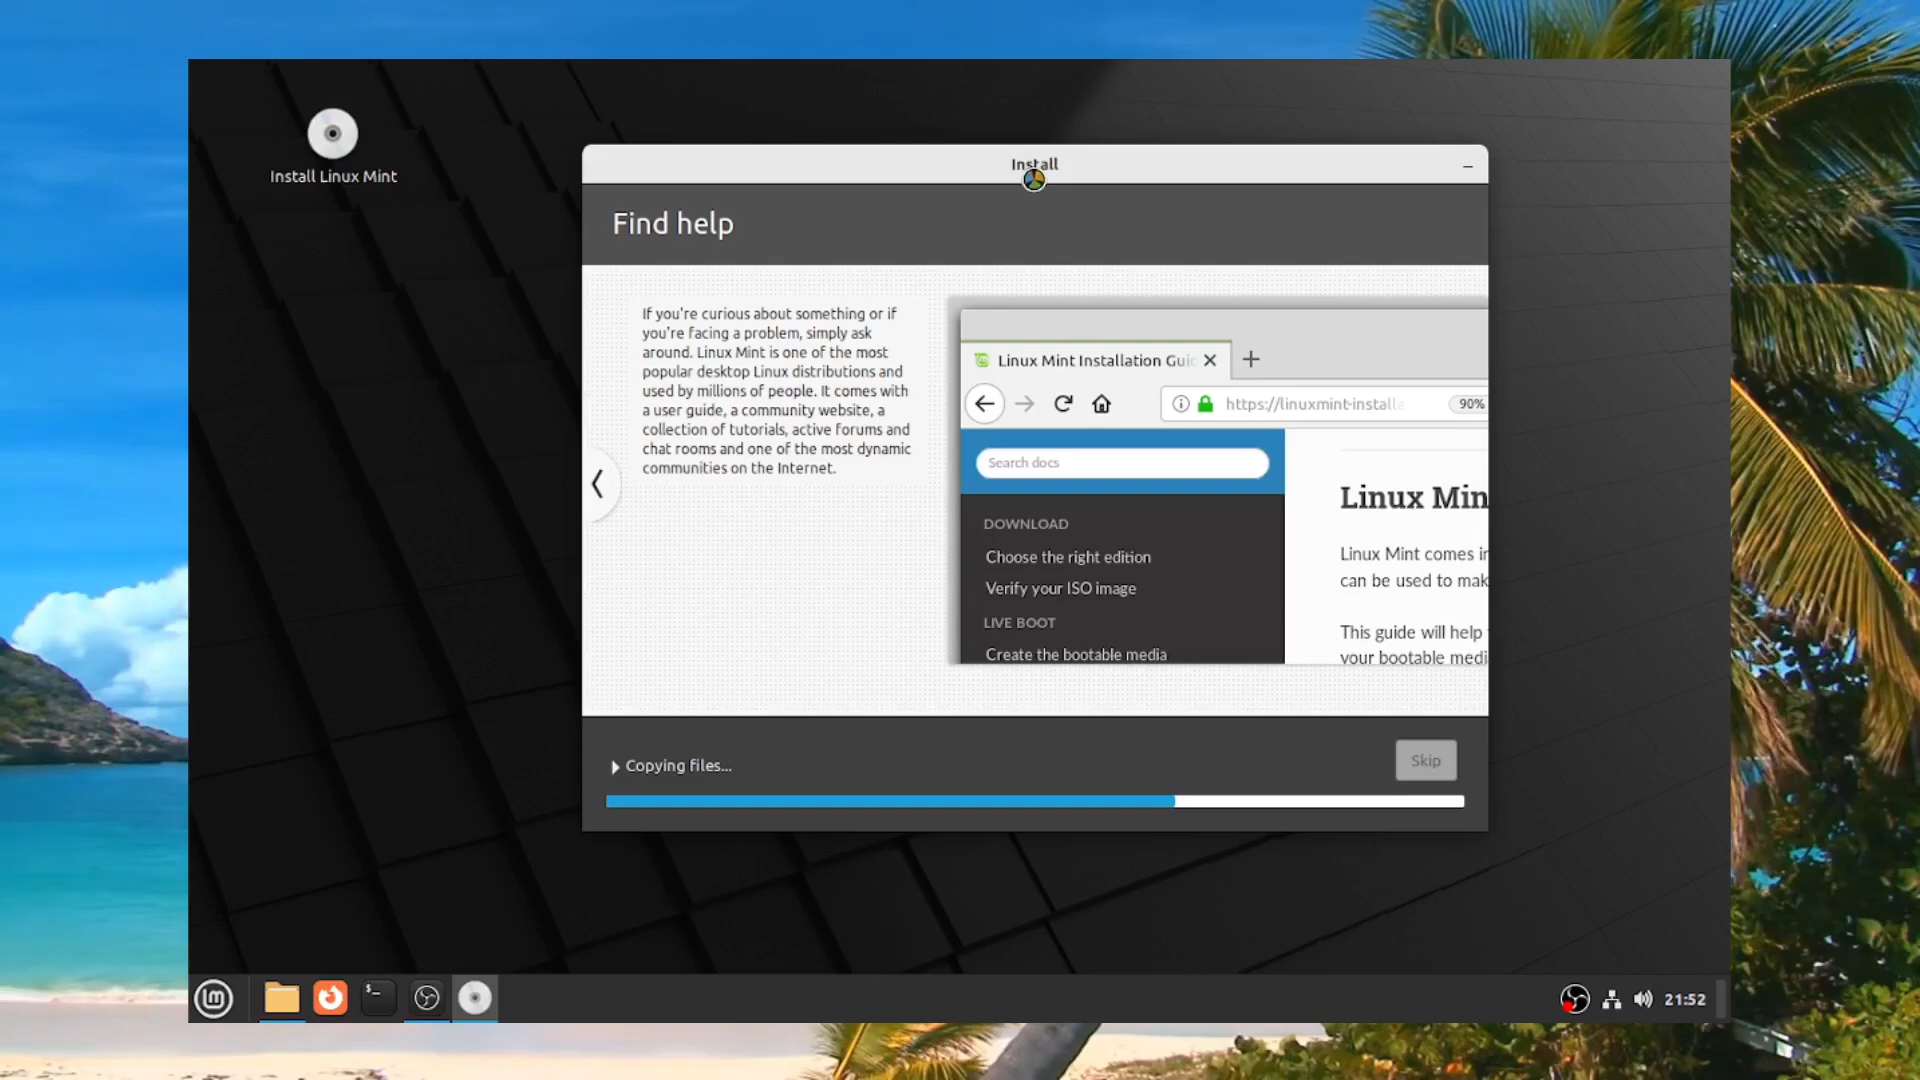 Install Linux Mint
Install
Find help
If you're curious about something or if
you're facing a problem, simply ask
around. Linux Mint is one of the most
popular desktop Linux distributions and
used by millions of people. It comes with
a user guide, a community website, a
collection of tutorials, active forums and
chat rooms and one of the most dynamic
communities on the Internet.
Linux Mint Installation Guid
https://linuxmint-installa
90%
Search docs
DOWNLOAD
Choose the right edition
Verify your ISO image
LIVE BOOT
Create the bootable media
Linux Min
Linux Mint comes in
can be used to mak
This guide will help
your bootable medi
Copying files...
Skip
21:52